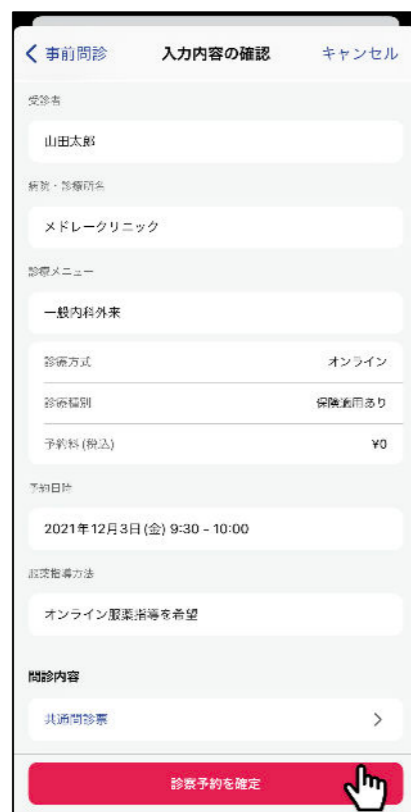 事前問診 入力内容の確認 キャンセル
受診者
山田太郎
病院・診療所名
メドレークリニック
診療メニュー
一般内科外来
診療方式 オンライン
診療種別 保険適用あり
予約料(税込) ¥0
予約日時
2021年12月3日(金) 9:30 – 10:00
服薬指導方法
オンライン服薬指導を希望
問診内容
共通問診票
診察予約を確定